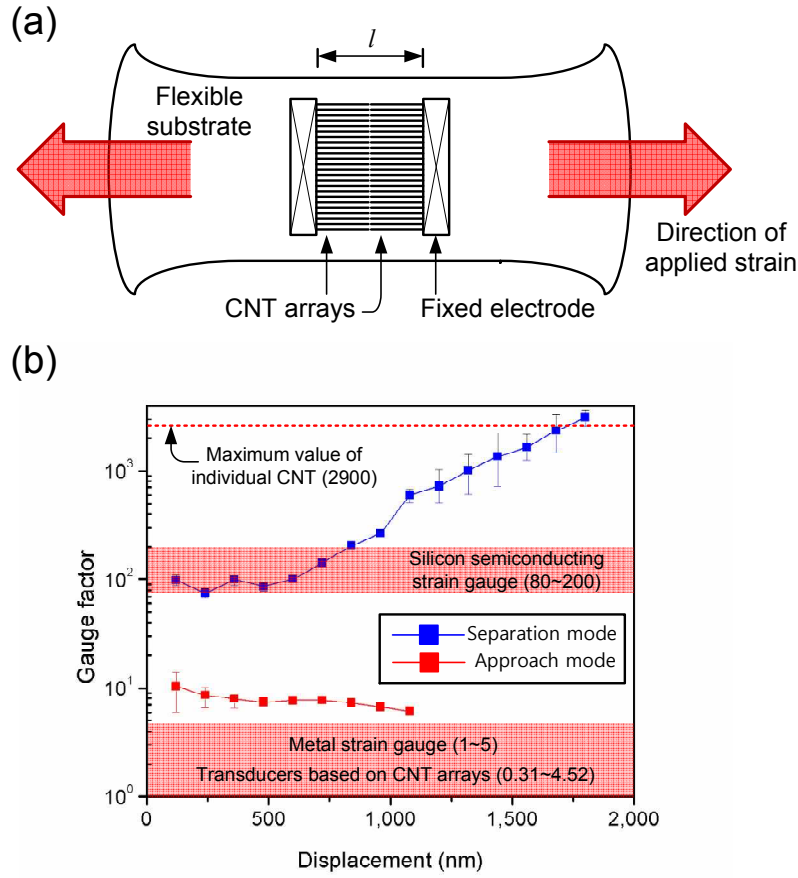 (a)
l
Flexible
substrate
Direction of
applied strain
CNT arrays
Fixed electrode
(b)
Gauge factor
10³
10²
10¹
10⁰
Maximum value of
individual CNT (2900)
Silicon semiconducting
strain gauge (80~200)
Separation mode
Approach mode
Metal strain gauge (1~5)
Transducers based on CNT arrays (0.31~4.52)
0
500
1,000
1,500
2,000
Displacement (nm)